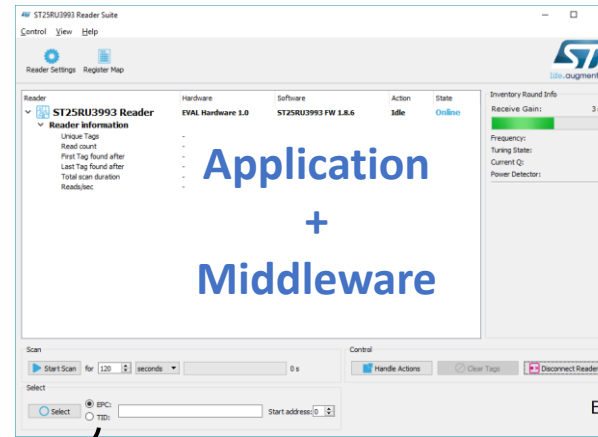 ST25RU3993 Reader Suite
Control View Help
Reader Settings Register Map
life.augment
Reader Hardware Software Action State
ST25RU3993 Reader EVAL Hardware 1.0 ST25RU3993 FW 1.8.6 Idle Online
Reader information
Unique Tags -
Read count -
First Tag found after -
Last Tag found after -
Total scan duration -
Reads/sec -
Application
+
Middleware
Inventory Round Info
Receive Gain: 3
Frequency:
Tuning State:
Current Q:
Power Detector:
Scan
Start Scan for 120 seconds 0 s
Control
Handle Actions Clear Tags Disconnect Reader
Select
Select EPC:
TID:
Start address: 0
E